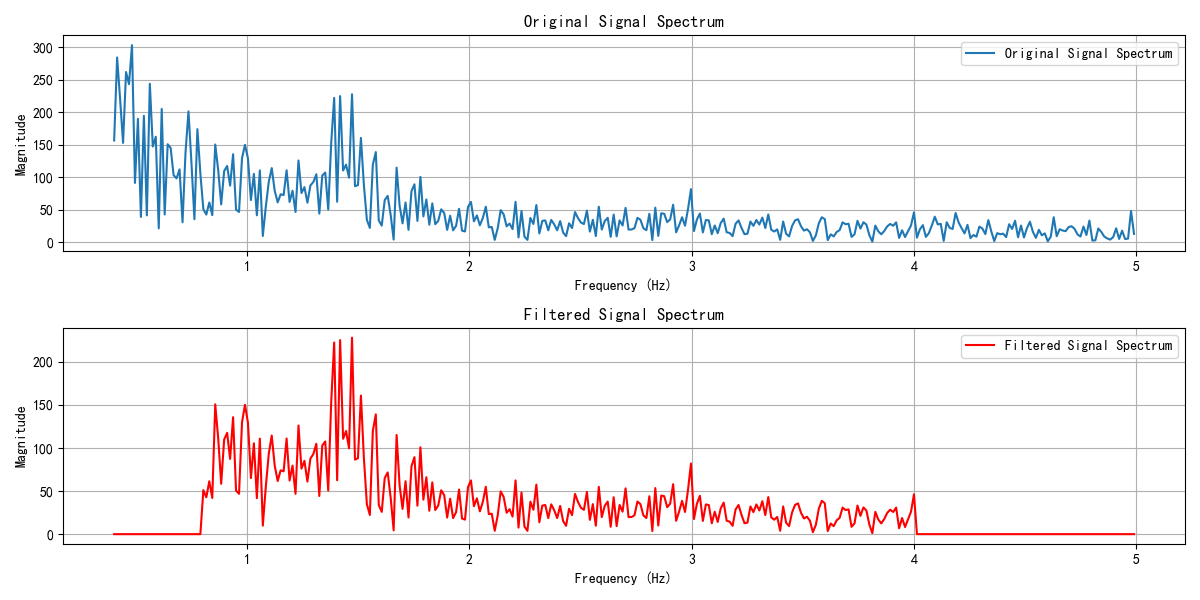 Original Signal Spectrum
Original Signal Spectrum
300
250
200
150
100
50
0
Magnitude
1 2 3 4 5
Frequency (Hz)
Filtered Signal Spectrum
Filtered Signal Spectrum
200
150
100
50
0
Magnitude
1 2 3 4 5
Frequency (Hz)